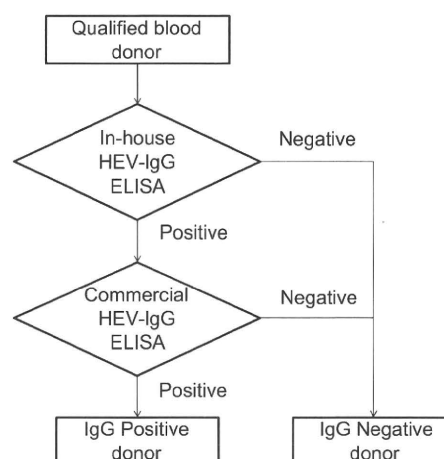 Qualified blood
donor
In-house
HEV-IgG
ELISA
Negative
Positive
Commercial
HEV-IgG
ELISA
Negative
Positive
IgG Positive
donor
IgG Negative
donor